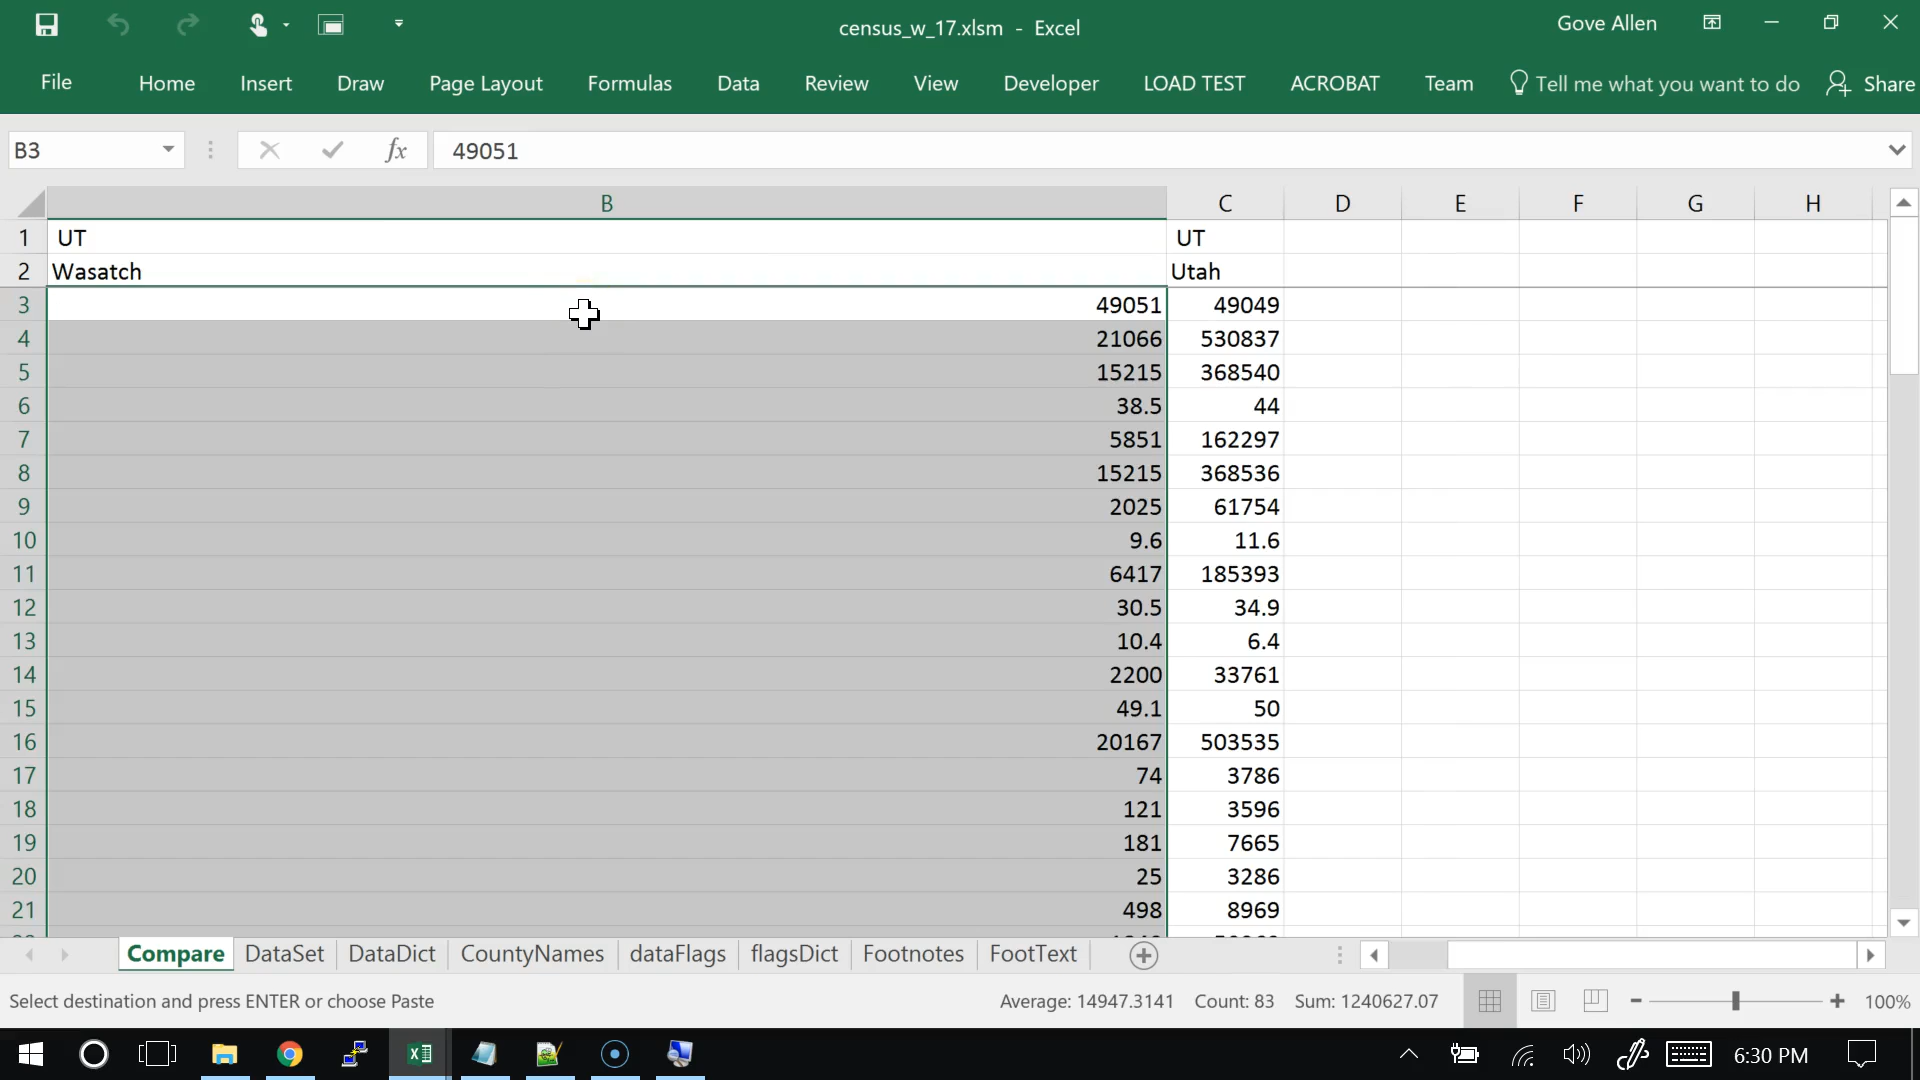 census_w_17.xlsm - Excel
Gove Allen
File Home Insert Draw Page Layout Formulas Data Review View Developer LOAD TEST ACROBAT Team Tell me what you want to do Share
B3 fx 49051
B C D E F G H
1 UT UT
2 Wasatch Utah
3 49051 49049
4 21066 530837
5 15215 368540
6 38.5 44
7 5851 162297
8 15215 368536
9 2025 61754
10 9.6 11.6
11 6417 185393
12 30.5 34.9
13 10.4 6.4
14 2200 33761
15 49.1 50
16 20167 503535
17 74 3786
18 121 3596
19 181 7665
20 25 3286
21 498 8969
Compare DataSet DataDict CountyNames dataFlags flagsDict Footnotes FootText
Select destination and press ENTER or choose Paste Average: 14947.3141 Count: 83 Sum: 1240627.07 100%
6:30 PM